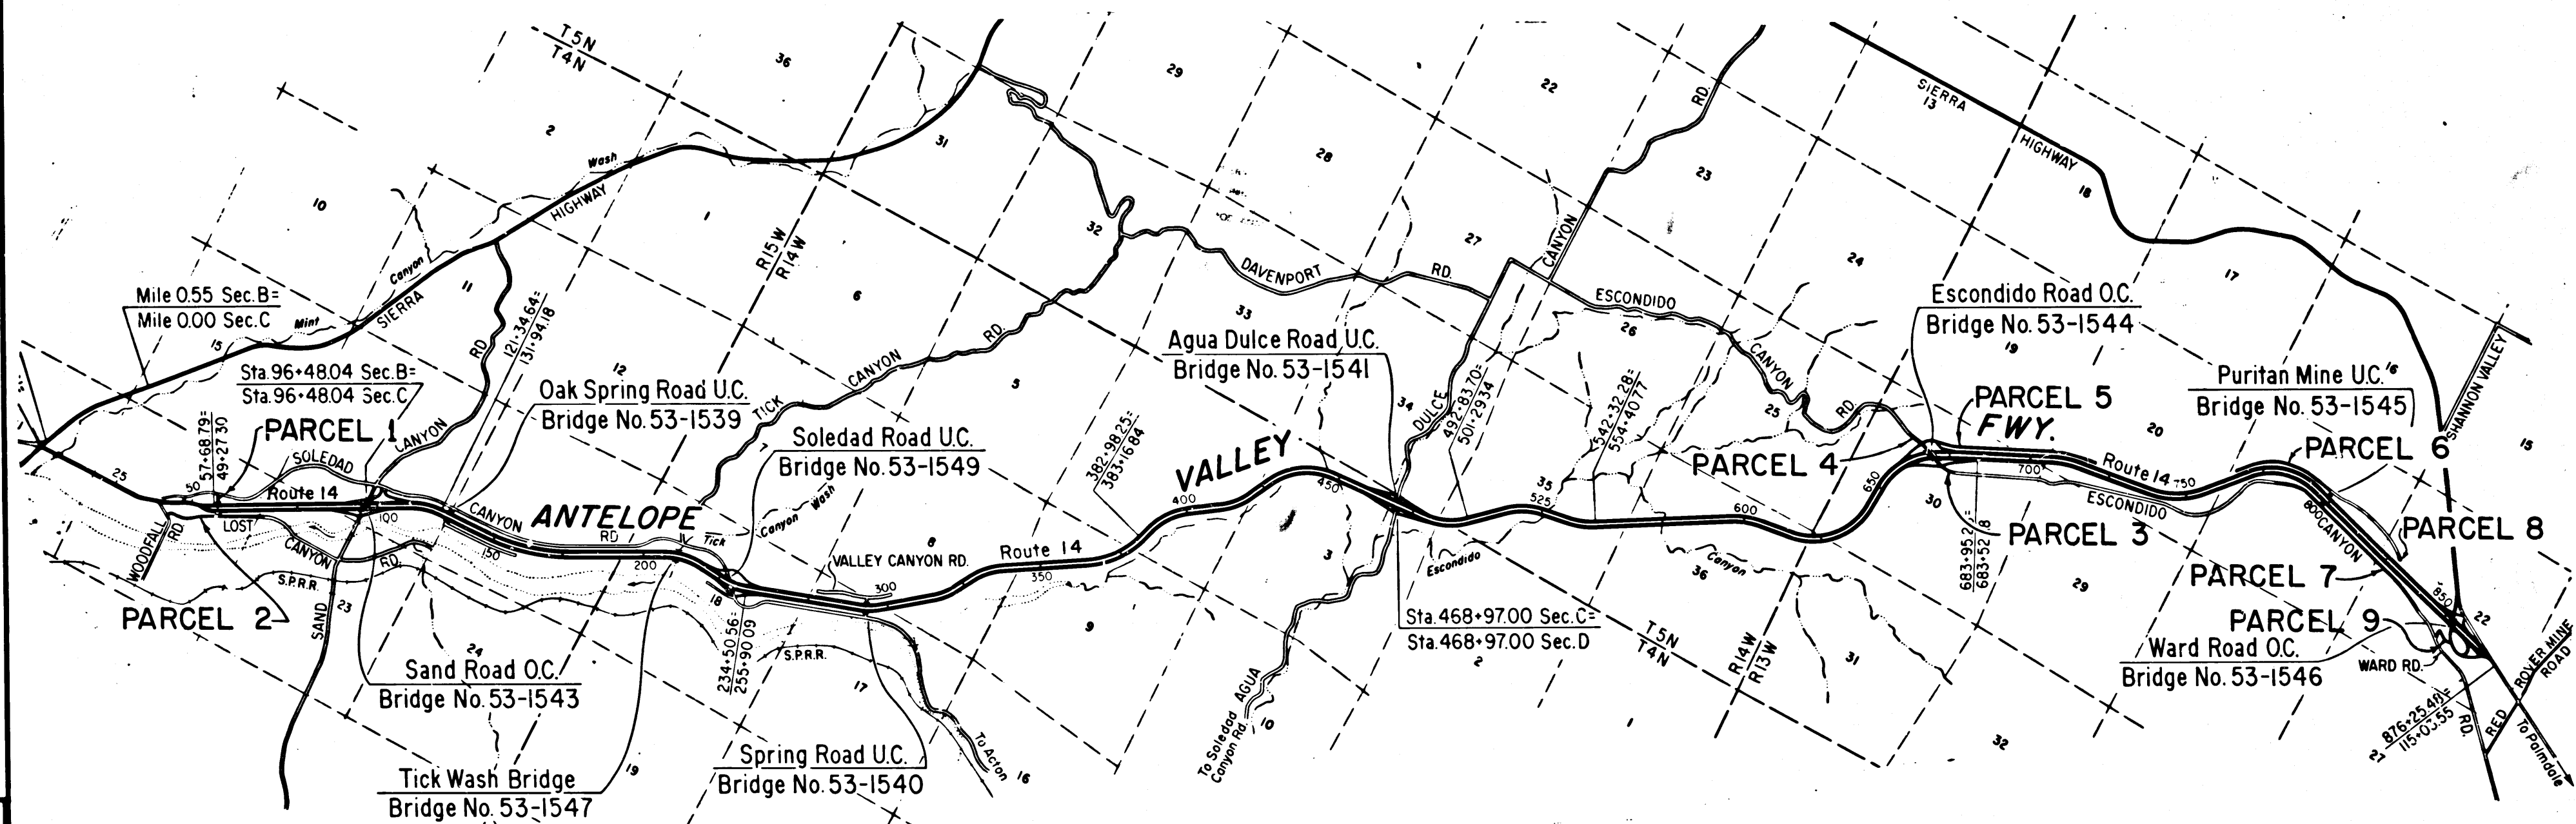 T5N
T4N
36
29
22
SIERRA
13
HIGHWAY
18
2
31
28
23
RD.
Wash
HIGHWAY
10
1
32
27
CANYON
24
17
R15W
R14W
DAVENPORT
RD.
Canyon
11
SIERRA
Mint
15
6
33
ESCONDIDO
26
CANYON
RD
25
19
Mile 0.55 Sec.B=
Mile 0.00 Sec.C
Sta.96+48.04 Sec.B=
Sta.96+48.04 Sec.C
RD
CANYON
121+34.64=
131+94.18
12
Oak Spring Road U.C.
Bridge No. 53-1539
TICK
CANYON
RD.
5
7
Agua Dulce Road U.C.
Bridge No. 53-1541
34
DULCE
492+83.70=
501+29.34
542+32.28=
554+40.77
35
Escondido Road O.C.
Bridge No. 53-1544
Puritan Mine U.C.
Bridge No. 53-1545
16
SHANNON VALLEY
15
57+68.79=
49+27.30
PARCEL 1
SOLEDAD
Route 14
25
50
100
150
CANYON
RD
200
Soledad Road U.C.
Bridge No. 53-1549
382+98.25=
383+16.84
VALLEY
400
450
525
600
650
PARCEL 4
PARCEL 5
FWY.
20
700
Route 14
750
PARCEL 6
800
CANYON
PARCEL 8
30
ESCONDIDO
PARCEL 3
683+52.18
29
PARCEL 7
850
22
PARCEL 9
Ward Road O.C.
Bridge No. 53-1546
WARD RD.
RD.
RED
ROVER MINE
ROAD
To Palmdale
27
LOST
CANYON
RD.
WOODFALL
RD.
S.P.R.R.
PARCEL 2
SAND
23
24
ANTELOPE
Tick
Canyon
Wash
8
VALLEY CANYON RD.
300
350
Route 14
18
234+50.56
255+90.09
S.P.R.R.
17
9
3
Escondido
Canyon
36
Sta.468+97.00 Sec.C=
Sta.468+97.00 Sec.D
2
T5N
T4N
R14W
R13W
31
32
Sand Road O.C.
Bridge No. 53-1543
Tick Wash Bridge
Bridge No. 53-1547
19
Spring Road U.C.
Bridge No. 53-1540
To Acton
16
AGUA
To Soledad
Canyon Rd.
10